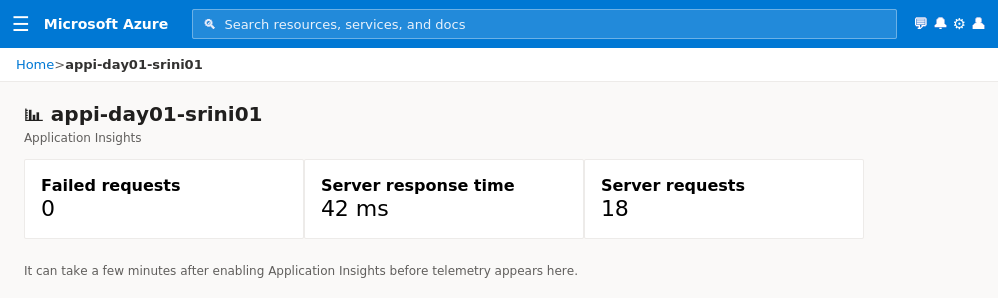 Microsoft Azure
Search resources, services, and docs
Home>appi-day01-srini01
appi-day01-srini01
Application Insights
Failed requests
0
Server response time
42 ms
Server requests
18
It can take a few minutes after enabling Application Insights before telemetry appears here.